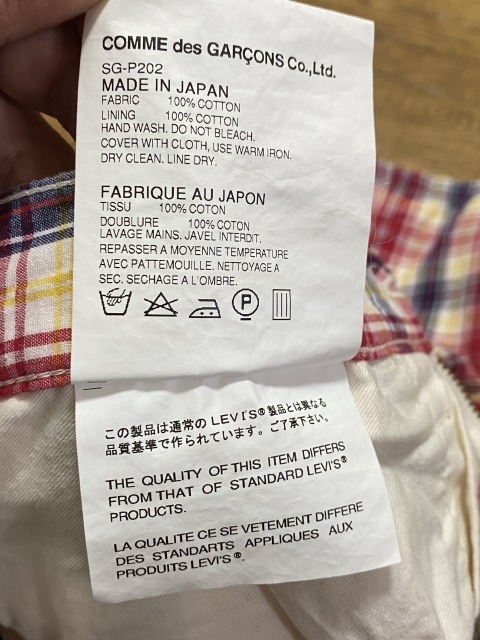 COMME des GARÇONS Co.,Ltd.
SG-P202
MADE IN JAPAN
FABRIC 100% COTTON
LINING 100% COTTON
HAND WASH. DO NOT BLEACH.
COVER WITH CLOTH, USE WARM IRON.
DRY CLEAN. LINE DRY.
FABRIQUE AU JAPON
TISSU 100% COTON
DOUBLURE 100% COTON
LAVAGE MAINS. JAVEL INTERDIT.
REPASSER A MOYENNE TEMPERATURE
AVEC PATTEMOUILLE. NETTOYAGE A
SEC. SECHAGE A L'OMBRE.
P
この製品は通常のLEVI'S®製品とは異なる
品質基準で作られています。ご了承下さい。
THE QUALITY OF THIS ITEM DIFFERS
FROM THAT OF STANDARD LEVI'S®
PRODUCTS.
LA QUALITE CE SE VETEMENT DIFFERE
DES STANDARTS APPLIQUES AUX
PRODUITS LEVI'S®.